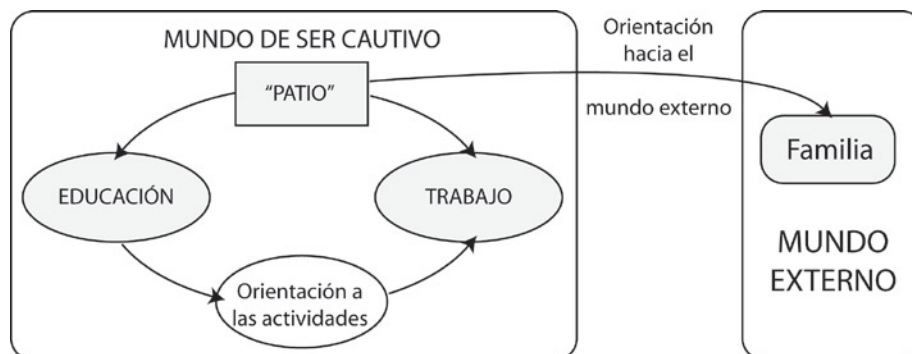 MUNDO DE SER CAUTIVO
"PATIO"
EDUCACIÓN
TRABAJO
Orientación a
las actividades
Orientación
hacia el
mundo externo
Familia
MUNDO
EXTERNO